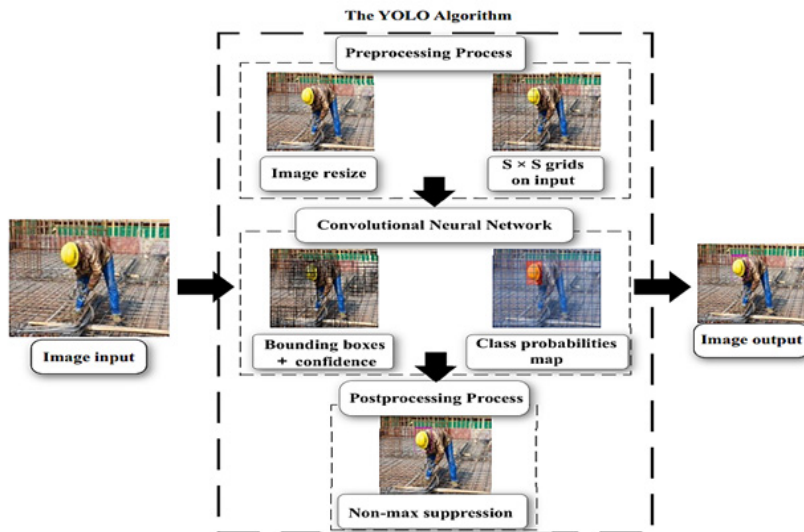 The YOLO Algorithm
Preprocessing Process
Image resize
S × S grids
on input
Convolutional Neural Network
Image input
Bounding boxes
+ confidence
Class probabilities
map
Image output
Postprocessing Process
Non-max suppression